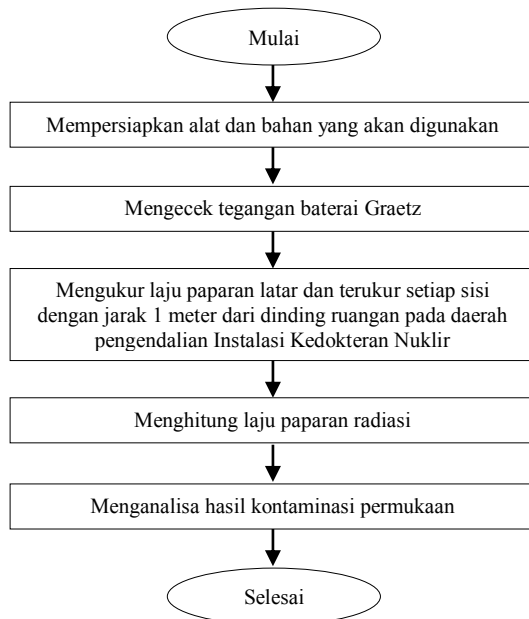 Mulai
Mempersiapkan alat dan bahan yang akan digunakan
Mengecek tegangan baterai Graetz
Mengukur laju paparan latar dan terukur setiap sisi
dengan jarak 1 meter dari dinding ruangan pada daerah
pengendalian Instalasi Kedokteran Nuklir
Menghitung laju paparan radiasi
Menganalisa hasil kontaminasi permukaan
Selesai